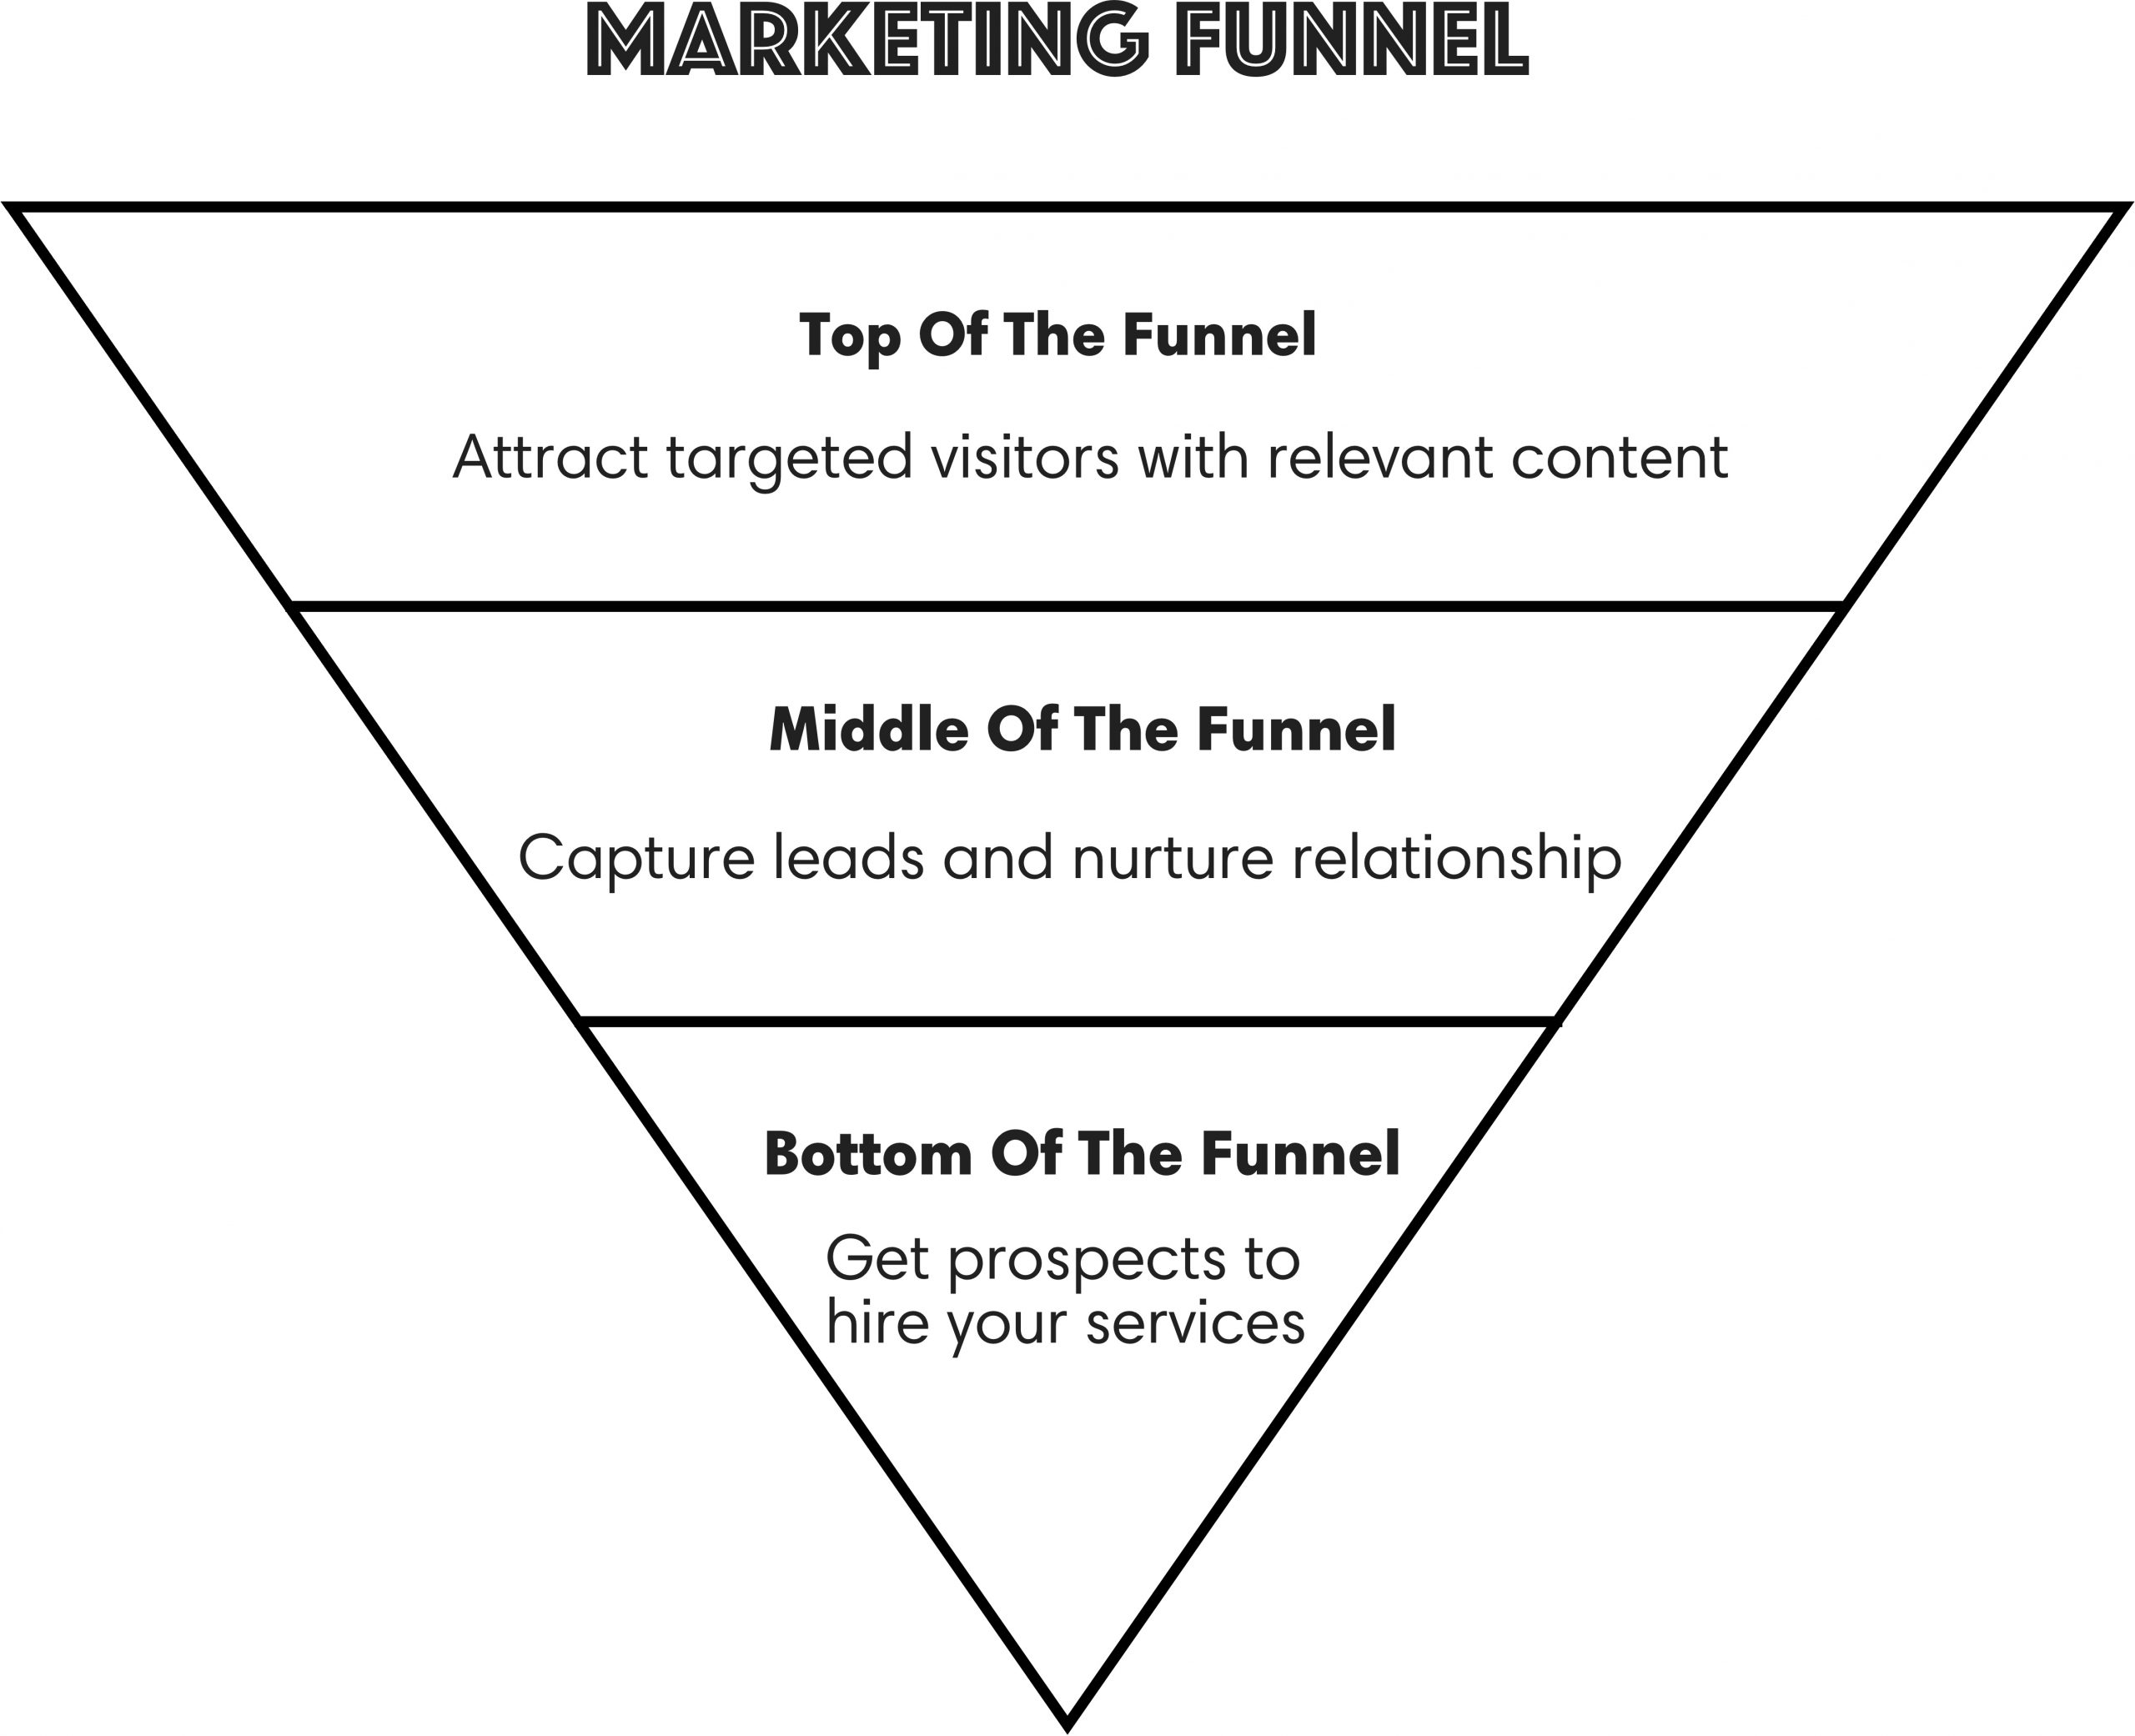 MARKETING FUNNEL
Top Of The Funnel
Attract targeted visitors with relevant content
Middle Of The Funnel
Capture leads and nurture relationship
Bottom Of The Funnel
Get prospects to
hire your services